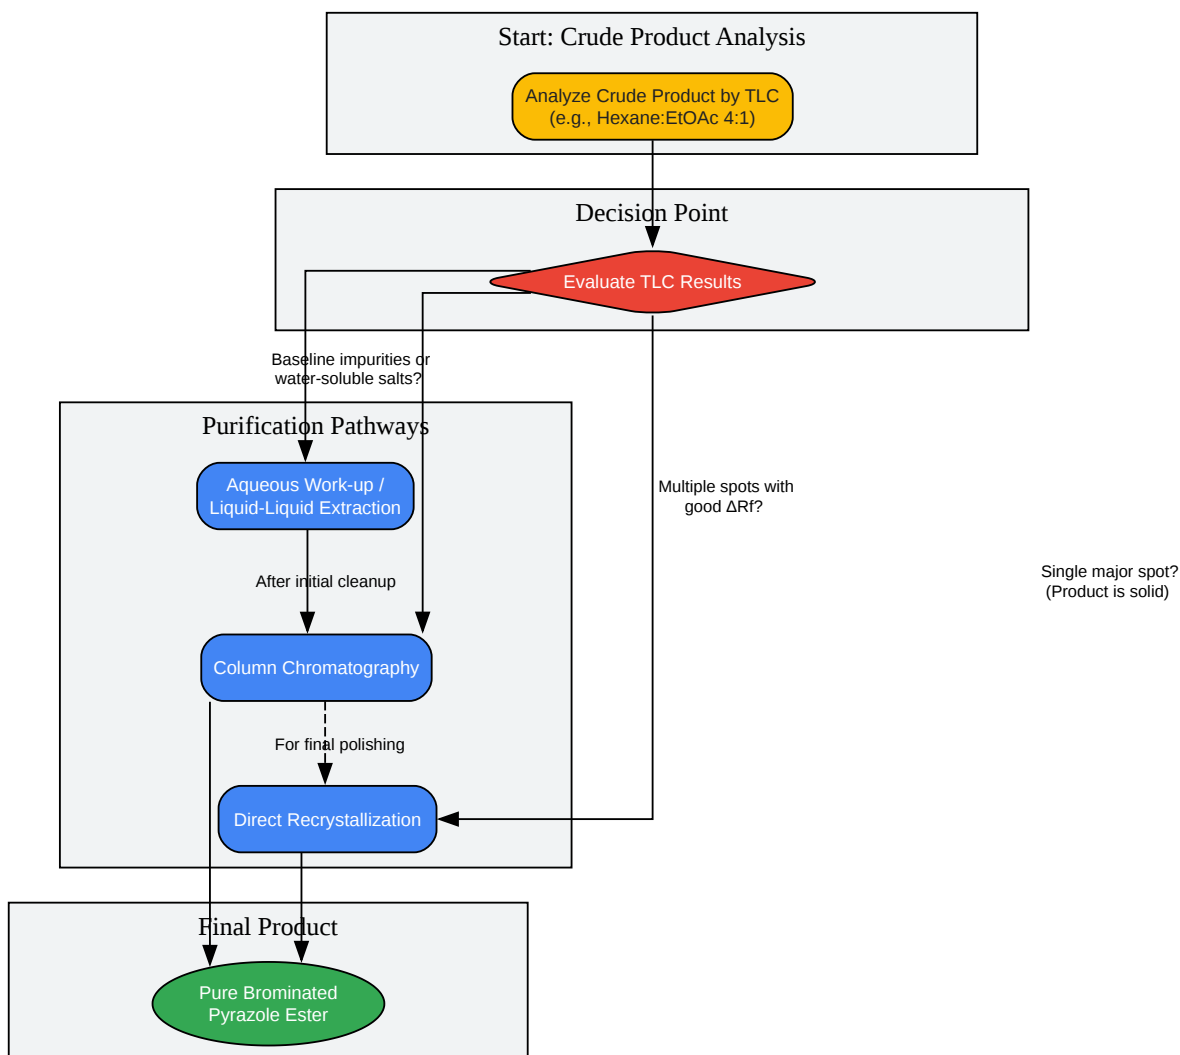 Start: Crude Product Analysis
Analyze Crude Product by TLC
(e.g., Hexane:EtOAc 4:1)
Decision Point
Evaluate TLC Results
Baseline impurities or
water-soluble salts?
Purification Pathways
Aqueous Work-up /
Liquid-Liquid Extraction
Multiple spots with
good ΔRf?
Single major spot?
(Product is solid)
After initial cleanup
Column Chromatography
For final polishing
Direct Recrystallization
Final Product
Pure Brominated
Pyrazole Ester